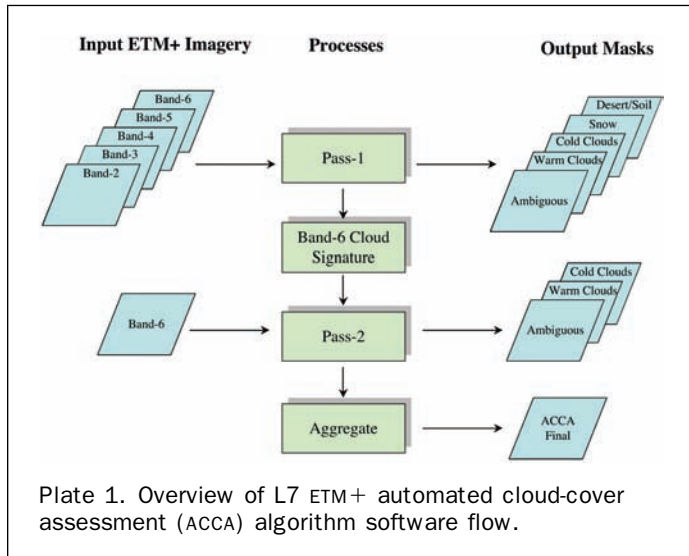 Input ETM+ Imagery
Processes
Output Masks
Band-6
Band-5
Band-4
Band-3
Band-2
Pass-1
Desert/Soil
Snow
Cold Clouds
Warm Clouds
Ambiguous
Band-6 Cloud
Signature
Band-6
Pass-2
Cold Clouds
Warm Clouds
Ambiguous
Aggregate
ACCA
Final
Plate 1. Overview of L7 ETM+ automated cloud-cover
assessment (ACCA) algorithm software flow.